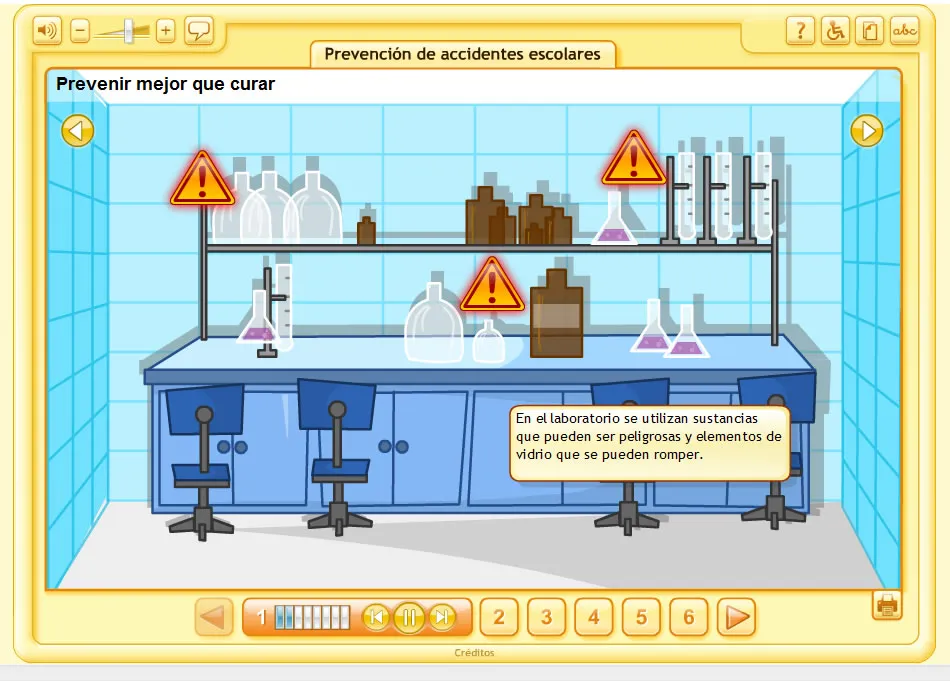 ?
abc
Prevención de accidentes escolares
Prevenir mejor que curar
En el laboratorio se utilizan sustancias
que pueden ser peligrosas y elementos de
vidrio que se pueden romper.
1 2 3 4 5 6
Créditos